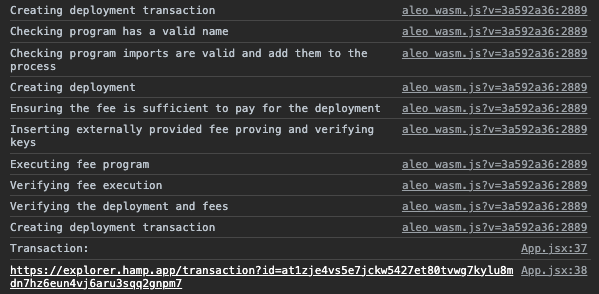 Creating deployment transaction aleo_wasm.js?v=3a592a36:2889
Checking program has a valid name aleo_wasm.js?v=3a592a36:2889
Checking program imports are valid and add them to the aleo_wasm.js?v=3a592a36:2889
process
Creating deployment aleo_wasm.js?v=3a592a36:2889
Ensuring the fee is sufficient to pay for the deployment aleo_wasm.js?v=3a592a36:2889
Inserting externally provided fee proving and verifying aleo_wasm.js?v=3a592a36:2889
keys
Executing fee program aleo_wasm.js?v=3a592a36:2889
Verifying fee execution aleo_wasm.js?v=3a592a36:2889
Verifying the deployment and fees aleo_wasm.js?v=3a592a36:2889
Creating deployment transaction aleo_wasm.js?v=3a592a36:2889
Transaction: App.jsx:37
https://explorer.hamp.app/transaction?id=at1zje4vs5e7jckw5427et80tvwg7kylu8m App.jsx:38
dn7hz6eun4vj6aru3sqq2gnpm7